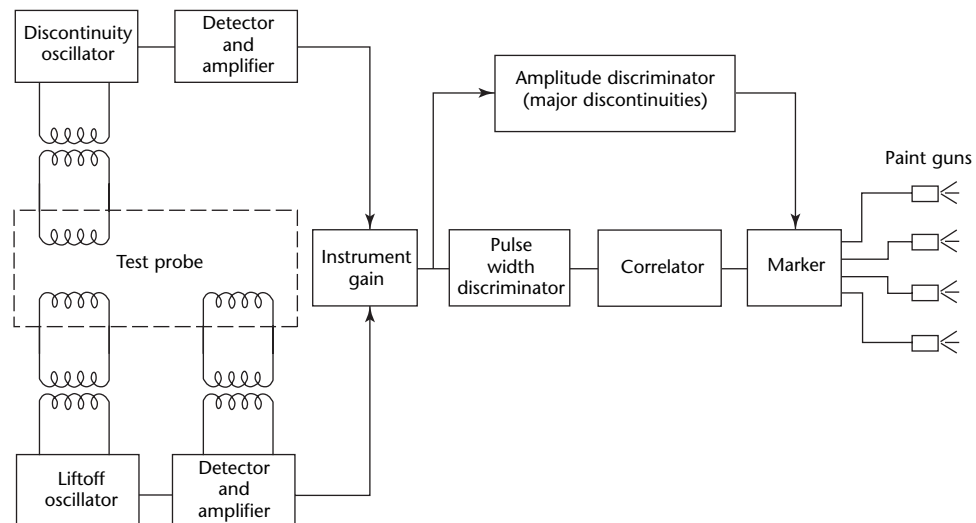 Discontinuity
oscillator
Detector
and
amplifier
Amplitude discriminator
(major discontinuities)
Paint guns
Test probe
Instrument
gain
Pulse
width
discriminator
Correlator
Marker
Liftoff
oscillator
Detector
and
amplifier